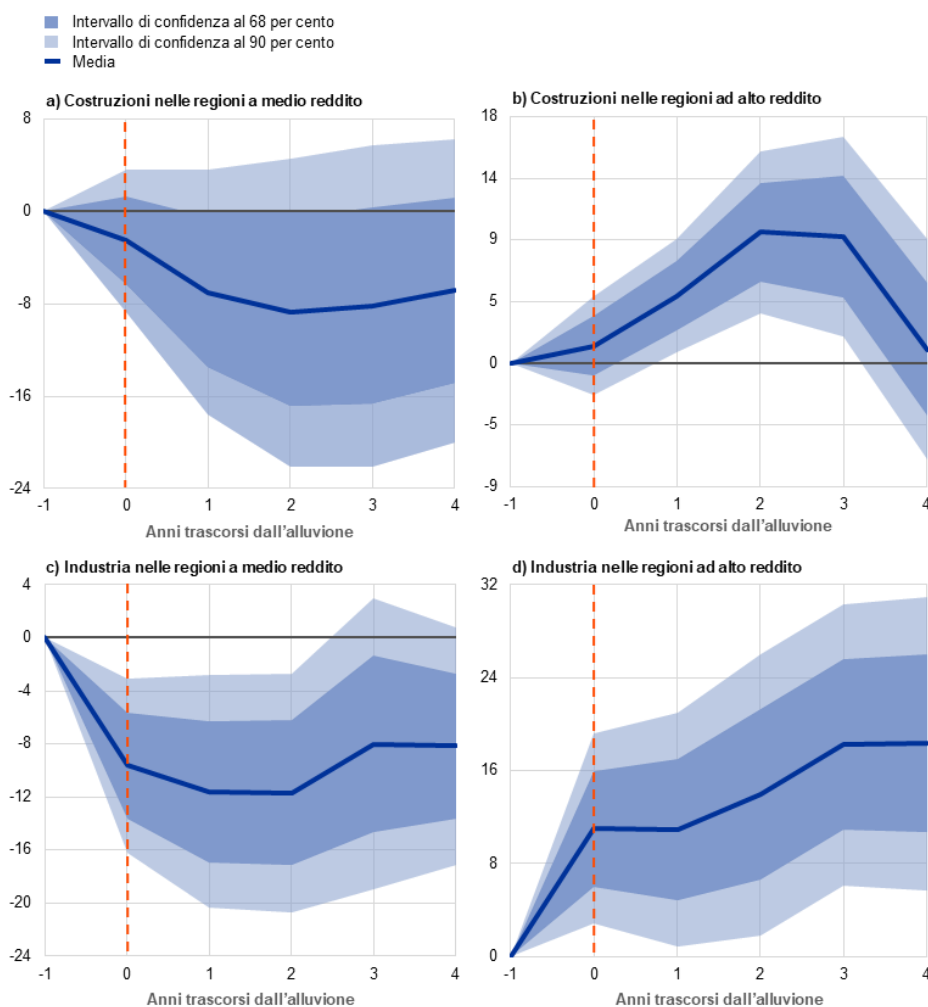 Intervallo di confidenza al 68 per cento
Intervallo di confidenza al 90 per cento
Media
a) Costruzioni nelle regioni a medio reddito
8
0
-8
-16
-24
-1 0 1 2 3 4
Anni trascorsi dall'alluvione
b) Costruzioni nelle regioni ad alto reddito
18
14
9
5
0
-5
-9
-1 0 1 2 3 4
Anni trascorsi dall'alluvione
c) Industria nelle regioni a medio reddito
4
0
-4
-8
-12
-16
-20
-24
-1 0 1 2 3 4
Anni trascorsi dall'alluvione
d) Industria nelle regioni ad alto reddito
32
24
16
8
0
-1 0 1 2 3 4
Anni trascorsi dall'alluvione